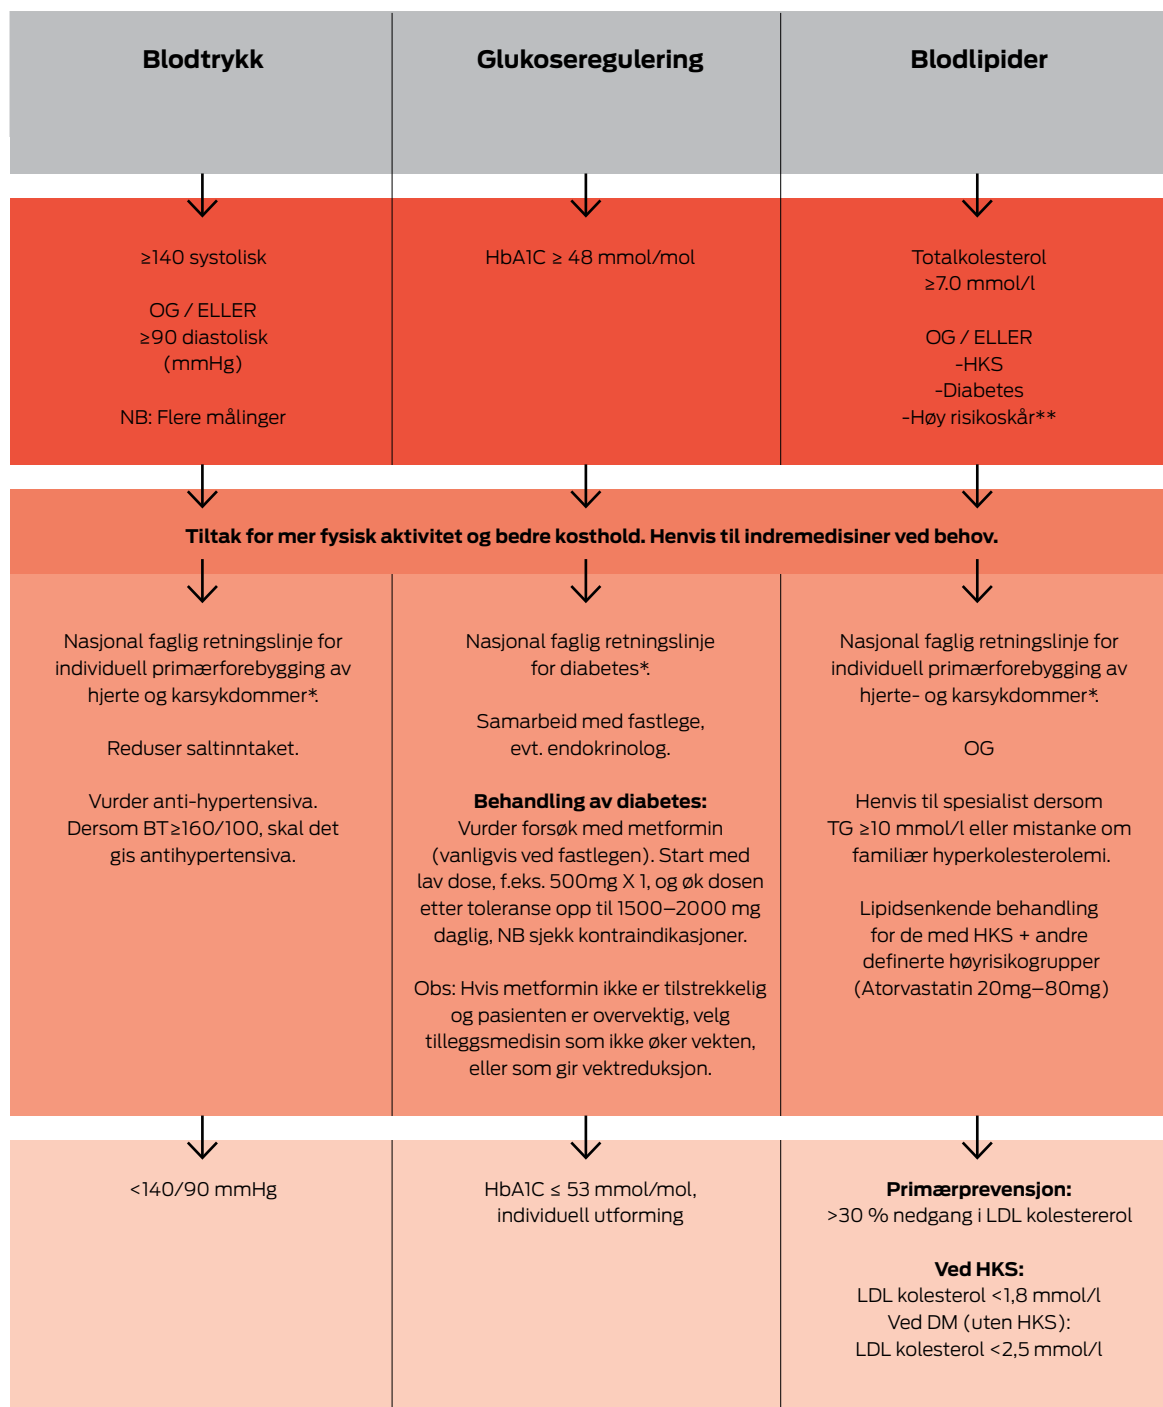 Blodtrykk
Glukoseregulering
Blodlipider
≥140 systolisk
OG / ELLER
≥90 diastolisk
(mmHg)
NB: Flere målinger
HbA1C ≥ 48 mmol/mol
Totalkolesterol
≥7.0 mmol/l
OG / ELLER
-HKS
-Diabetes
-Høy risikoskår**
Tiltak for mer fysisk aktivitet og bedre kosthold. Henvis til indremedisiner ved behov.
Nasjonal faglig retningslinje for
individuell primærforebygging av
hjerte og karsykdommer*.
Reduser saltinntaket.
Vurder anti-hypertensiva.
Dersom BT≥160/100, skal det
gis antihypertensiva.
Nasjonal faglig retningslinje
for diabetes*.
Samarbeid med fastlege,
evt. endokrinolog.
Behandling av diabetes:
Vurder forsøk med metformin
(vanligvis ved fastlegen). Start med
lav dose, f.eks. 500mg X 1, og øk dosen
etter toleranse opp til 1500–2000 mg
daglig, NB sjekk kontraindikasjoner.
Obs: Hvis metformin ikke er tilstrekkelig
og pasienten er overvektig, velg
tilleggsmedisin som ikke øker vekten,
eller som gir vektreduksjon.
Nasjonal faglig retningslinje for
individuell primærforebygging av
hjerte- og karsykdommer*.
OG
Henvis til spesialist dersom
TG ≥10 mmol/l eller mistanke om
familiær hyperkolesterolemi.
Lipidsenkende behandling
for de med HKS + andre
definerte høyrisikogrupper
(Atorvastatin 20mg–80mg)
<140/90 mmHg
HbA1C ≤ 53 mmol/mol,
individuell utforming
Primærprevensjon:
>30 % nedgang i LDL kolestererol
Ved HKS:
LDL kolesterol <1,8 mmol/l
Ved DM (uten HKS):
LDL kolesterol <2,5 mmol/l